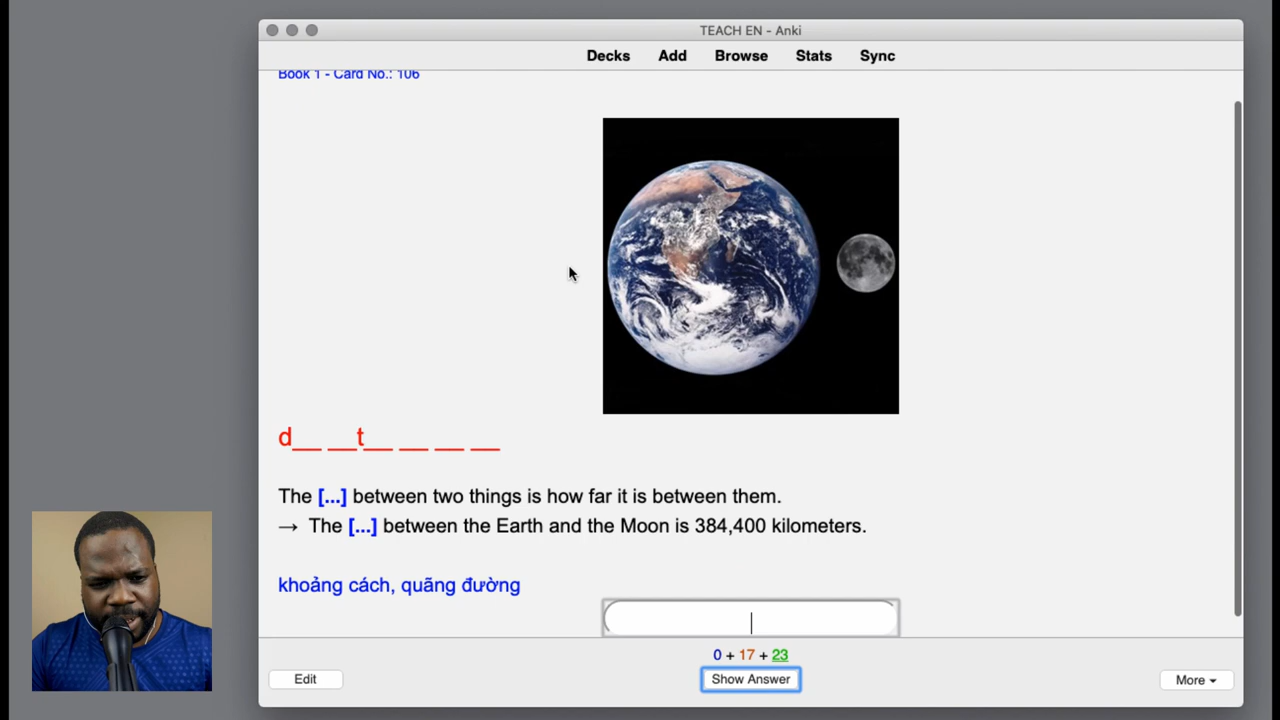 TEACH EN - Anki
Decks Add Browse Stats Sync
Book 1 - Card No.: 106
d__ __t__ __ __ __
The [...] between two things is how far it is between them.
→ The [...] between the Earth and the Moon is 384,400 kilometers.
khoảng cách, quãng đường
0 + 17 + 23
Edit Show Answer More